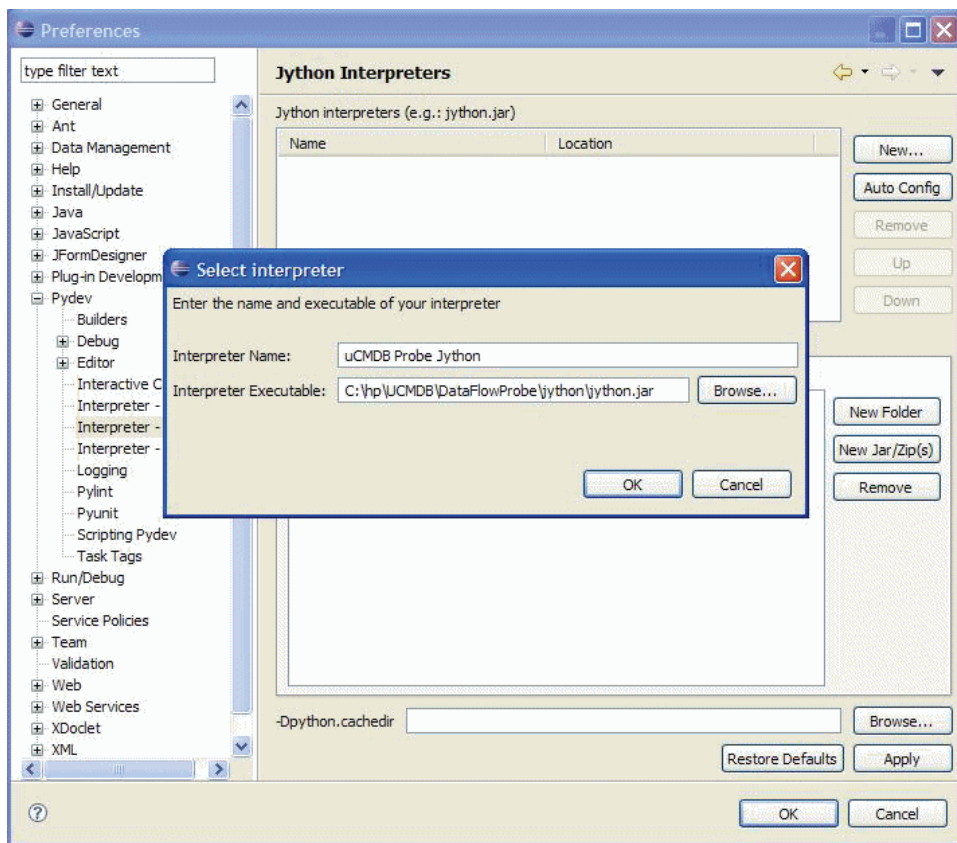 Preferences
type filter text
Jython Interpreters
General
Ant
Data Management
Help
Install/Update
Java
JavaScript
JFormDesigner
Plug-in Developm
Pydev
Builders
Debug
Editor
Interactive C
Interpreter -
Interpreter -
Interpreter -
Logging
Pylint
Pyunit
Scripting Pydev
Task Tags
Run/Debug
Server
Service Policies
Team
Validation
Web
Web Services
XDoclet
XML
Jython interpreters (e.g.: jython.jar)
Name Location
New...
Auto Config
Remove
Up
Down
Select interpreter
Enter the name and executable of your interpreter
Interpreter Name: uCMDB Probe Jython
Interpreter Executable: C:\hp\UCMDB\DataFlowProbe\jython\jython.jar Browse...
OK Cancel
New Folder
New Jar/Zip(s)
Remove
-Dpython.cachedir Browse...
Restore Defaults Apply
? OK Cancel